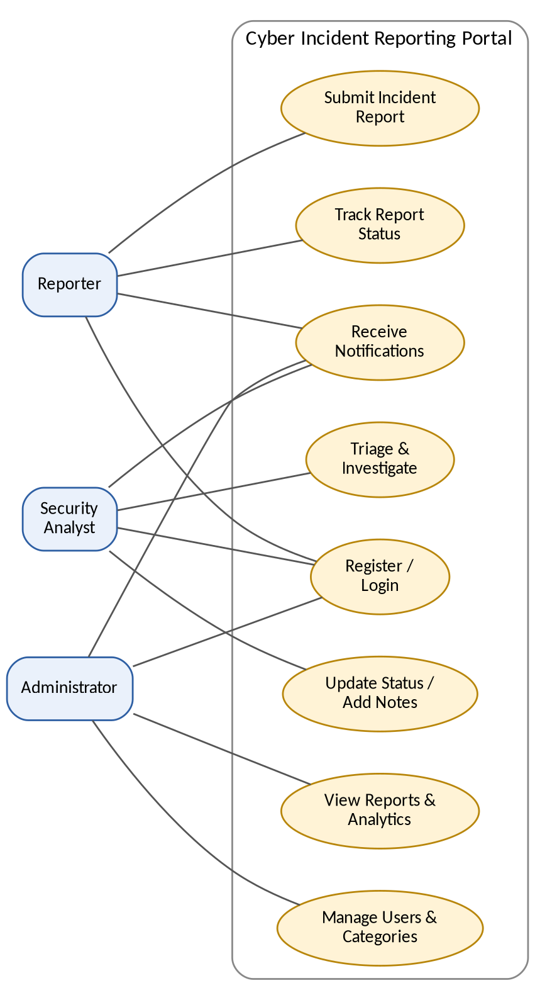 Cyber Incident Reporting Portal
Submit Incident
Report
Track Report
Status
Reporter
Receive
Notifications
Triage &
Investigate
Security
Analyst
Register /
Login
Administrator
Update Status /
Add Notes
View Reports &
Analytics
Manage Users &
Categories